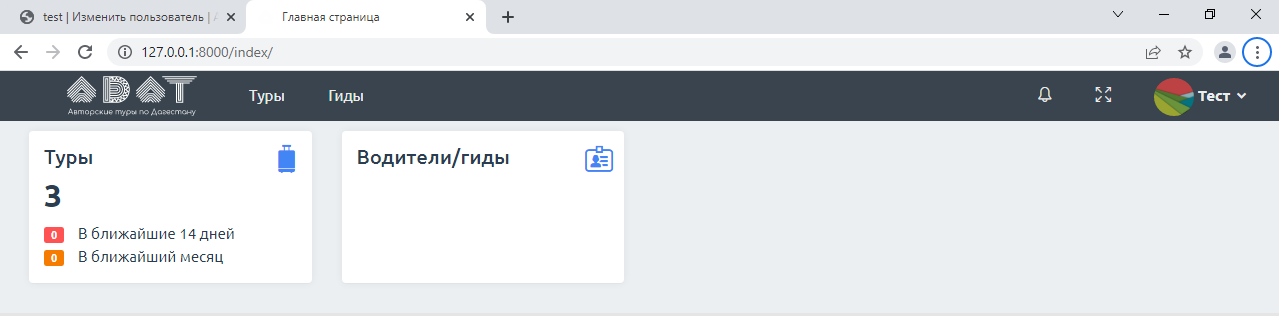 test | Изменить пользователь |
Главная страница
127.0.0.1:8000/index/
АДАТ
Авторские туры по Дагестану
Туры
Гиды
Тест
Туры
3
0 В ближайшие 14 дней
0 В ближайший месяц
Водители/гиды